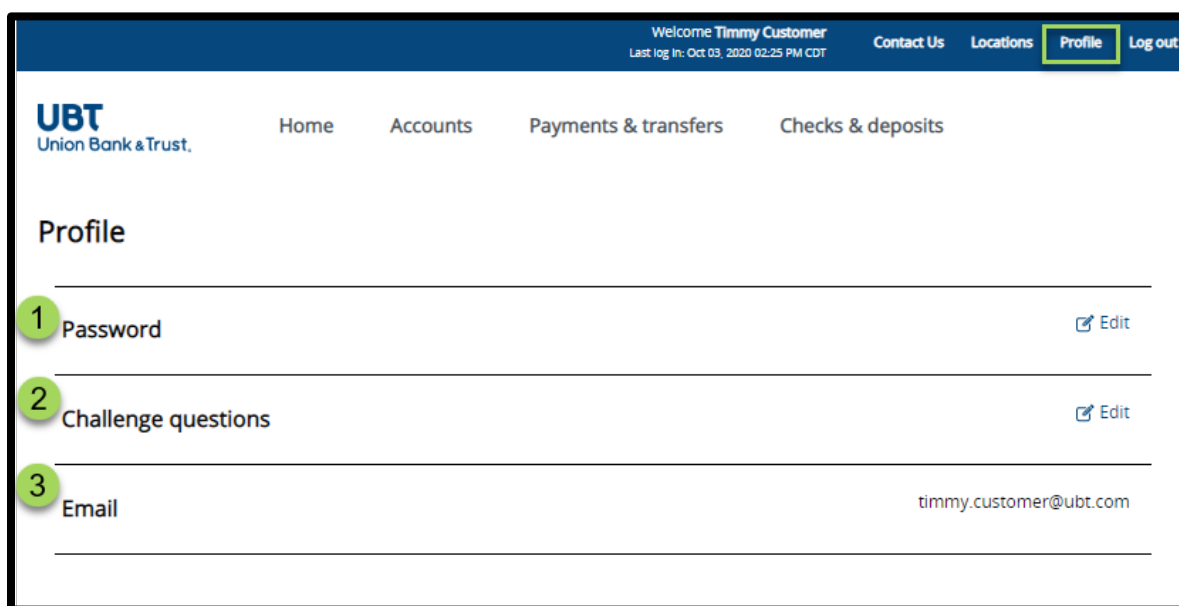 Welcome Timmy Customer
Last log in: Oct 03, 2020 02:25 PM CDT
Contact Us Locations Profile Log out
UBT
Union Bank & Trust.
Home Accounts Payments & transfers Checks & deposits
Profile
1 Password Edit
2 Challenge questions Edit
3 Email timmy.customer@ubt.com